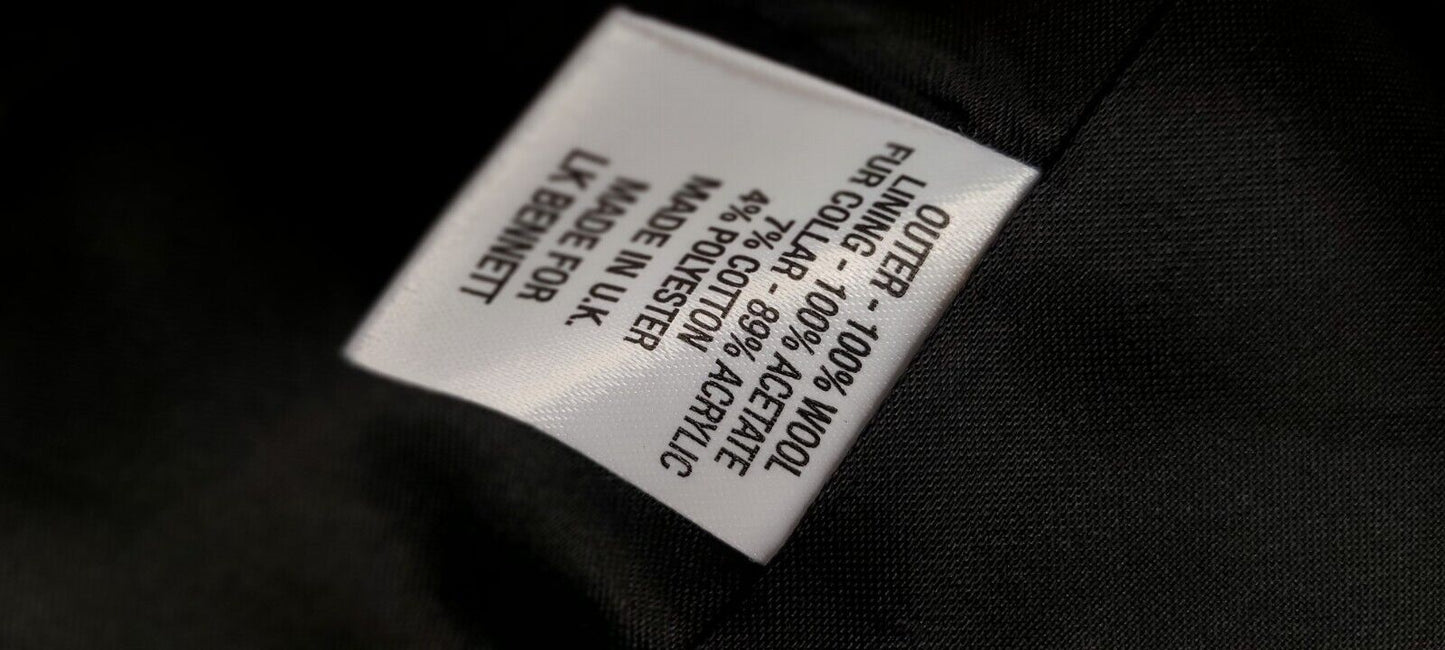 OUTER - 100% WOOL
LINING - 100% ACETATE
FUR COLLAR - 89% ACRYLIC
7% COTTON
4% POLYESTER
MADE IN U.K.
MADE FOR
LK BENNETT